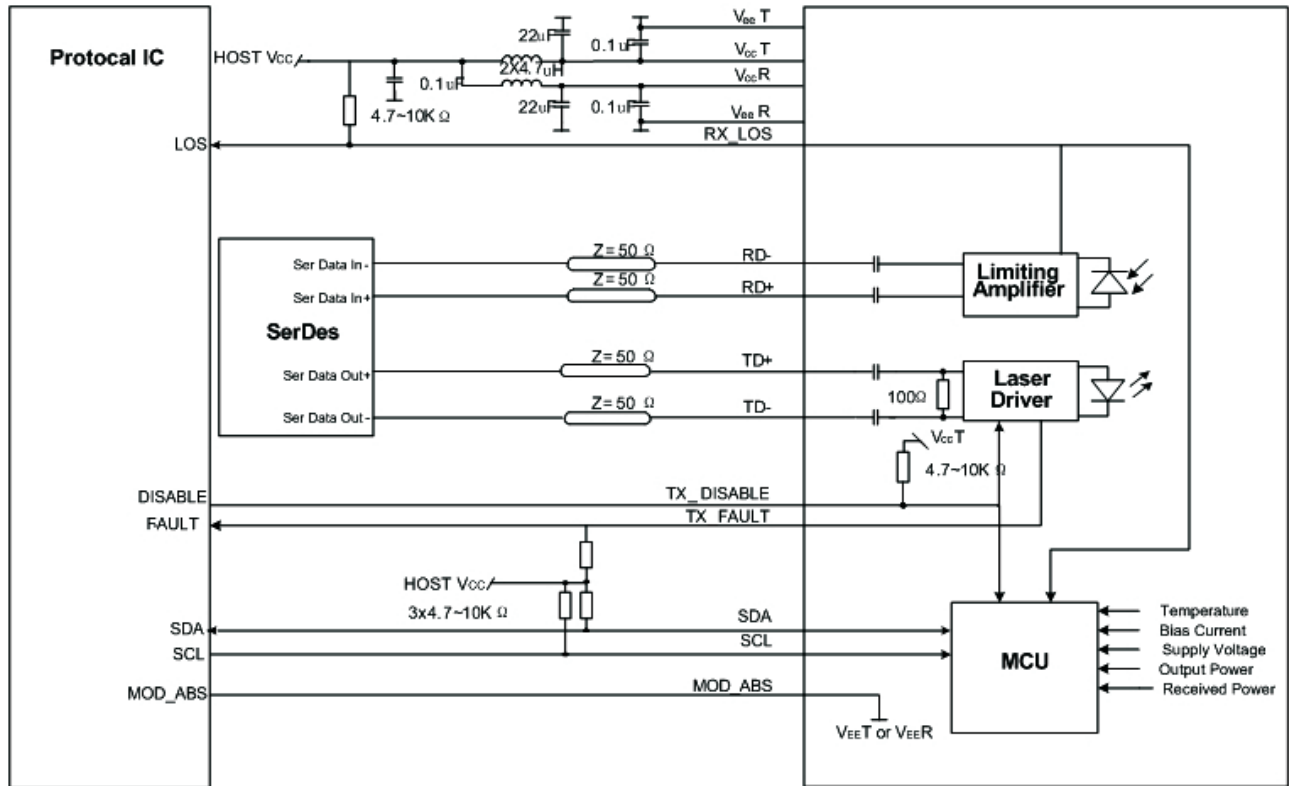 Protocal IC
HOST Vcc
22uF
0.1uF
VeeT
VccT
2X4.7uH
0.1uF
VccR
4.7~10K Ω
22uF
0.1uF
VeeR
LOS
RX_LOS
Z=50 Ω
RD-
Ser Data In-
Z=50 Ω
RD+
Ser Data In+
Limiting
Amplifier
SerDes
Z=50 Ω
TD+
Ser Data Out+
Z=50 Ω
TD-
Ser Data Out-
100Ω
Laser
Driver
VccT
4.7~10K Ω
DISABLE
TX_DISABLE
FAULT
TX_FAULT
HOST Vcc
3x4.7~10K Ω
SDA
SDA
SCL
SCL
MOD_ABS
MOD_ABS
VEET or VEER
MCU
Temperature
Bias Current
Supply Voltage
Output Power
Received Power